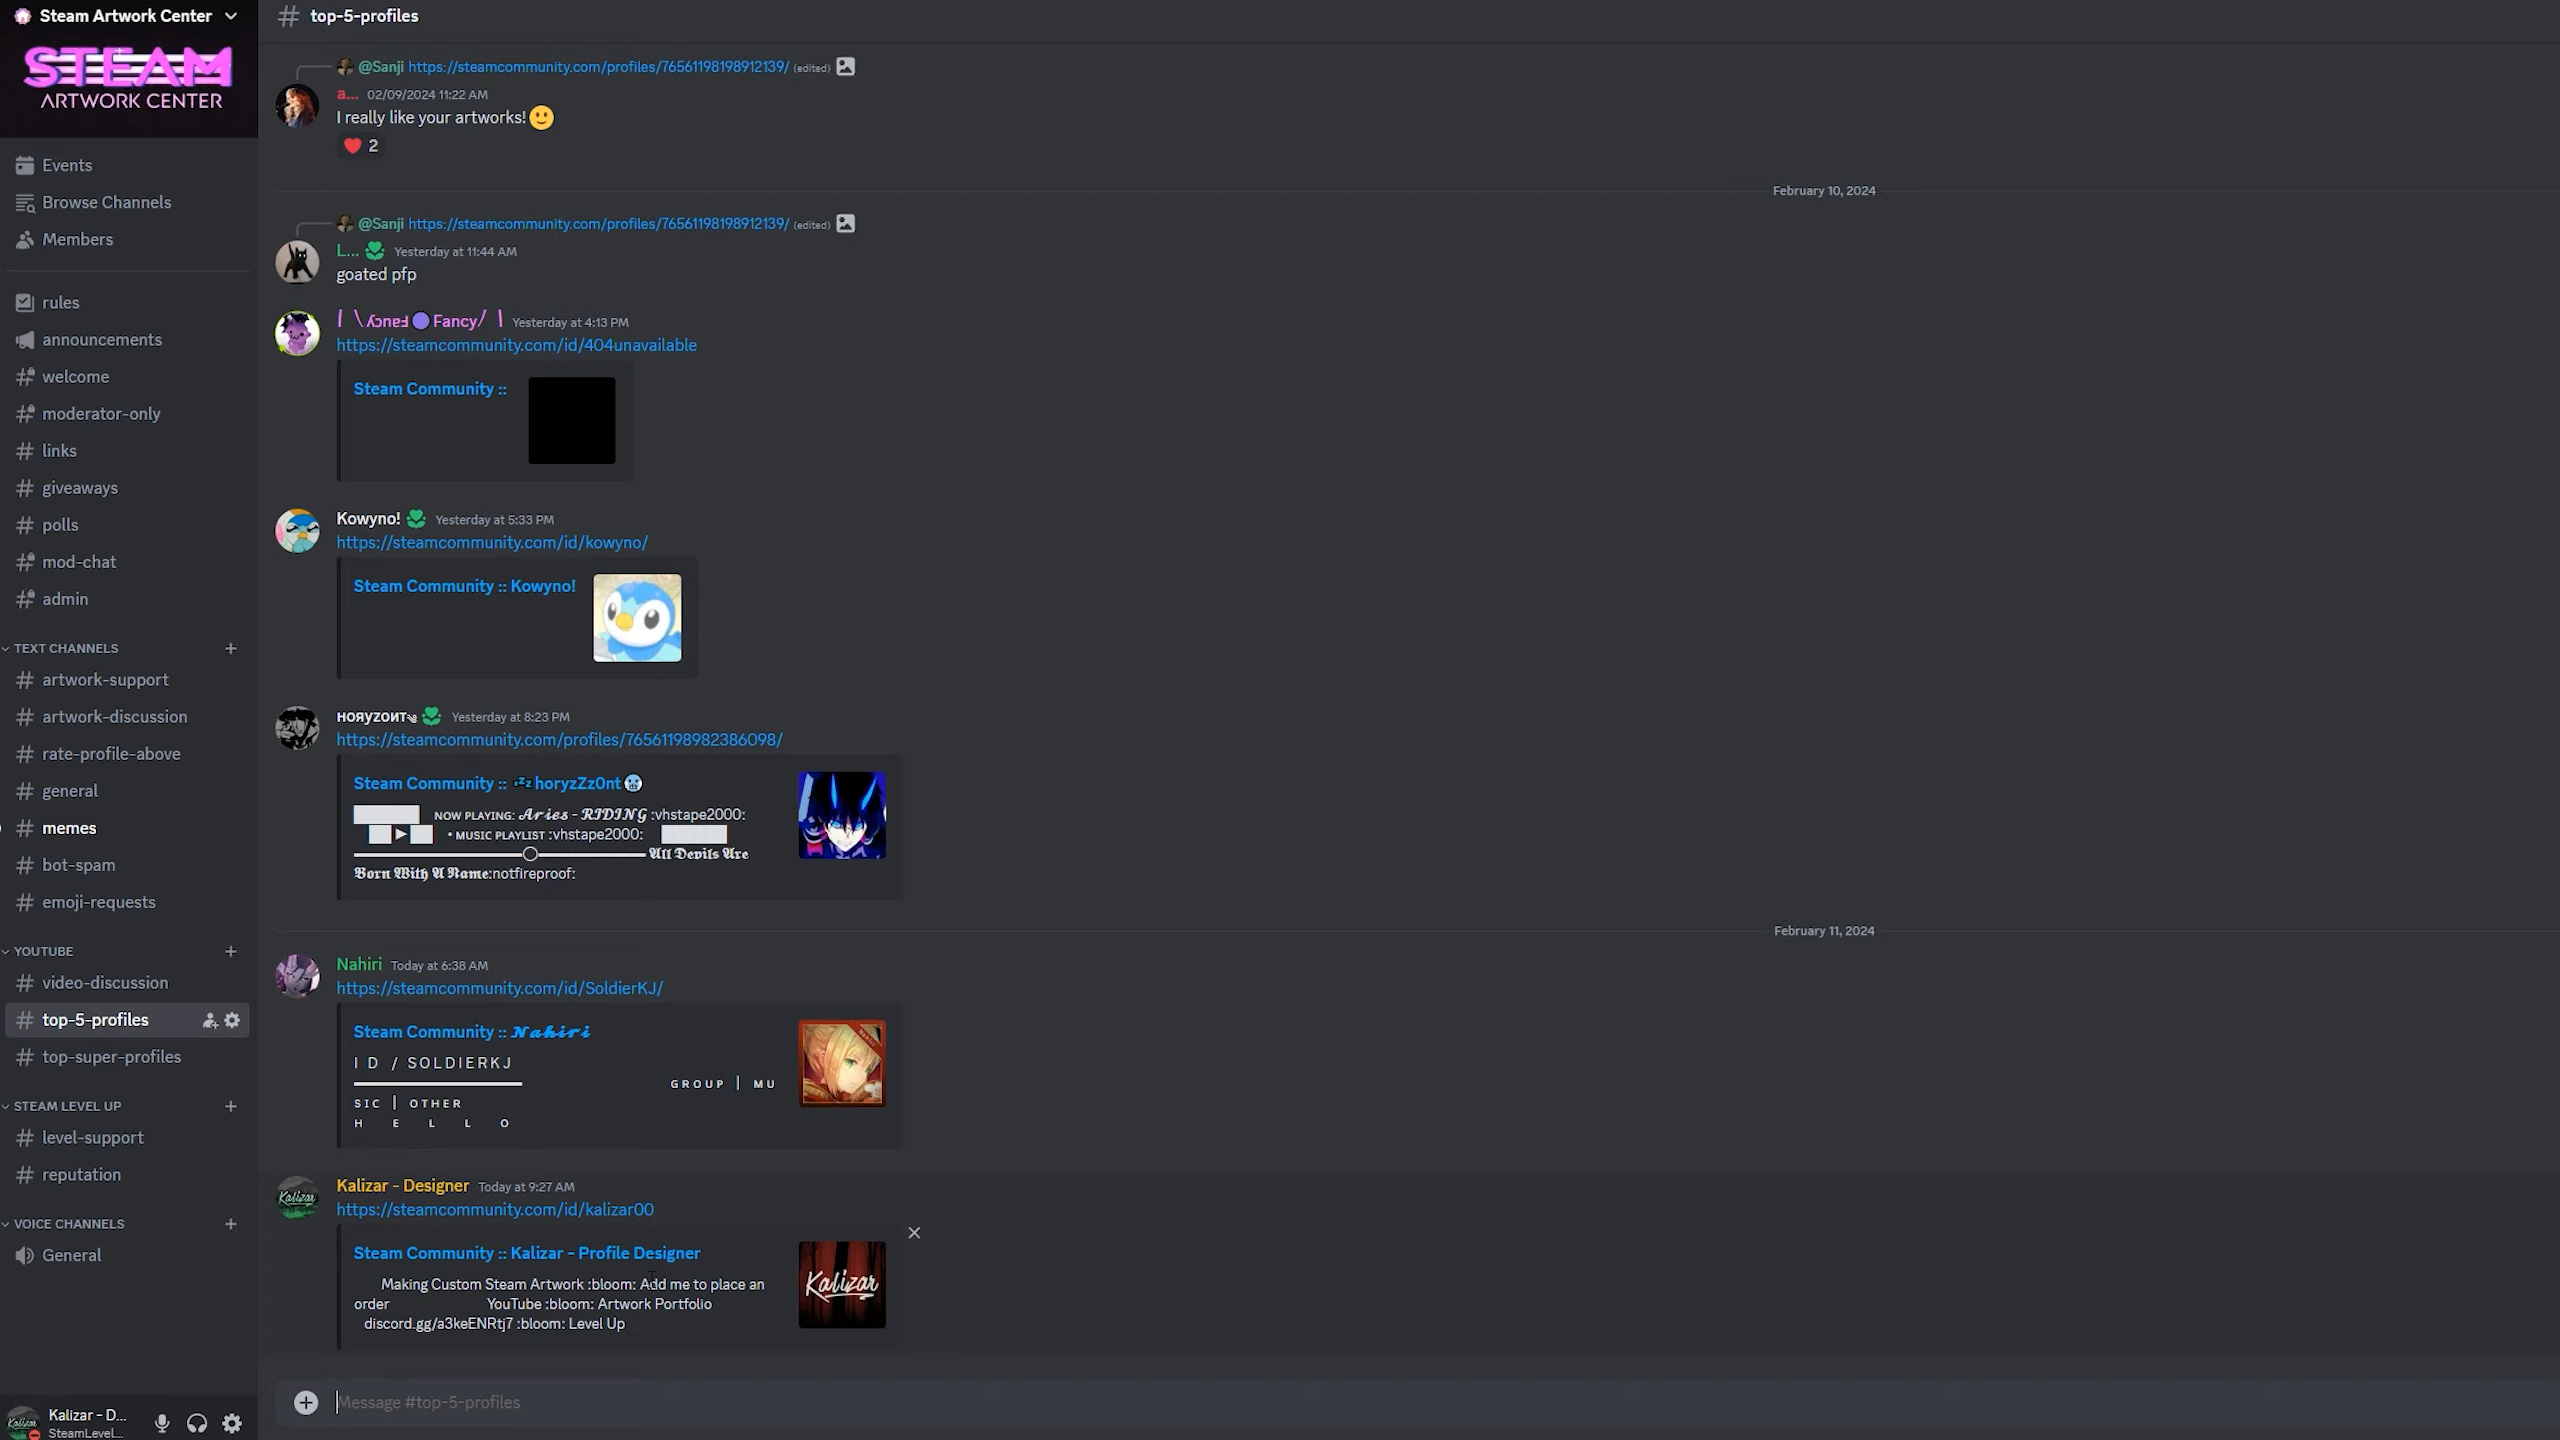 Steam Artwork Center
STEAM
ARTWORK CENTER
Events
Browse Channels
Members
rules
announcements
welcome
moderator-only
links
giveaways
polls
mod-chat
admin
TEXT CHANNELS
artwork-support
artwork-discussion
rate-profile-above
general
memes
bot-spam
emoji-requests
YOUTUBE
video-discussion
top-5-profiles
top-super-profiles
STEAM LEVEL UP
level-support
reputation
VOICE CHANNELS
General
Kalizar - D...
SteamLevel...
top-5-profiles
@Sanji https://steamcommunity.com/profiles/76561198198912139/ (edited)
a... 02/09/2024 11:22 AM
I really like your artworks!🙂
❤️ 2
February 10, 2024
@Sanji https://steamcommunity.com/profiles/76561198198912139/ (edited)
L... Yesterday at 11:44 AM
goated pfp
Fancy Yesterday at 4:13 PM
https://steamcommunity.com/id/404unavailable
Steam Community ::
Kowyno! Yesterday at 5:33 PM
https://steamcommunity.com/id/kowyno/
Steam Community :: Kowyno!
нояyzoит Yesterday at 8:23 PM
https://steamcommunity.com/profiles/76561198982386098/
Steam Community :: 💤horyzZz0nt🥶
NOW PLAYING: 𝓐𝓻𝓲𝓮𝓼 - 𝓡𝓘𝓓𝓘𝓝𝓖 :vhstape2000:
▶ • MUSIC PLAYLIST :vhstape2000:
𝕬𝖑𝖑 𝕯𝖊𝖛𝖎𝖑𝖘 𝕬𝖗𝖊
𝕭𝖔𝖗𝖓 𝖂𝖎𝖙𝖍 𝕬 𝕹𝖆𝖒𝖊:notfireproof:
February 11, 2024
Nahiri Today at 6:38 AM
https://steamcommunity.com/id/SoldierKJ/
Steam Community :: 𝓝𝓪𝓱𝓲𝓻𝓲
I D / SOLDIERKJ
GROUP | MU
SIC | OTHER
H E L L O
Kalizar - Designer Today at 9:27 AM
https://steamcommunity.com/id/kalizar00
Steam Community :: Kalizar - Profile Designer
Making Custom Steam Artwork :bloom: Add me to place an
order YouTube :bloom: Artwork Portfolio
discord.gg/a3keENRtj7 :bloom: Level Up
Kalizar
Message #top-5-profiles